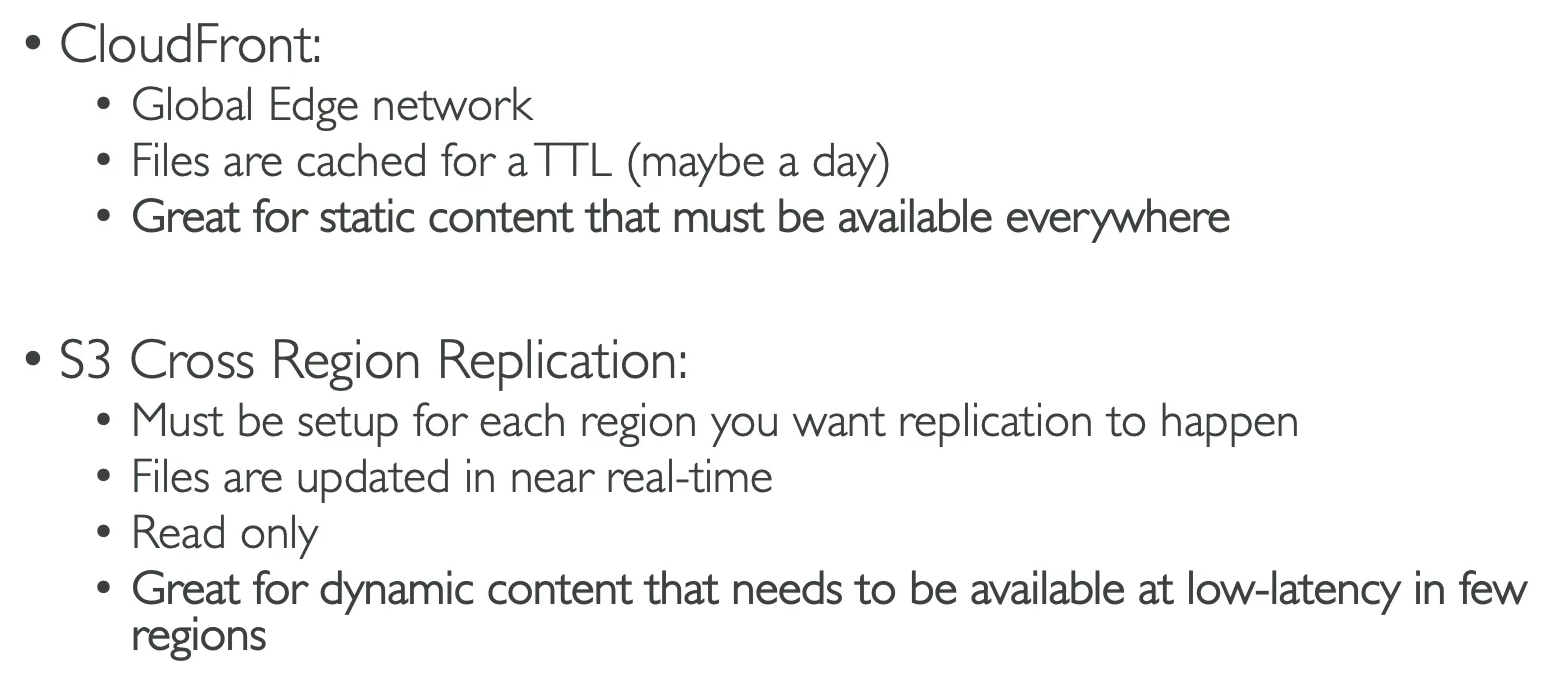 • CloudFront:
• Global Edge network
• Files are cached for a TTL (maybe a day)
• Great for static content that must be available everywhere
• S3 Cross Region Replication:
• Must be setup for each region you want replication to happen
• Files are updated in near real-time
• Read only
• Great for dynamic content that needs to be available at low-latency in few
regions